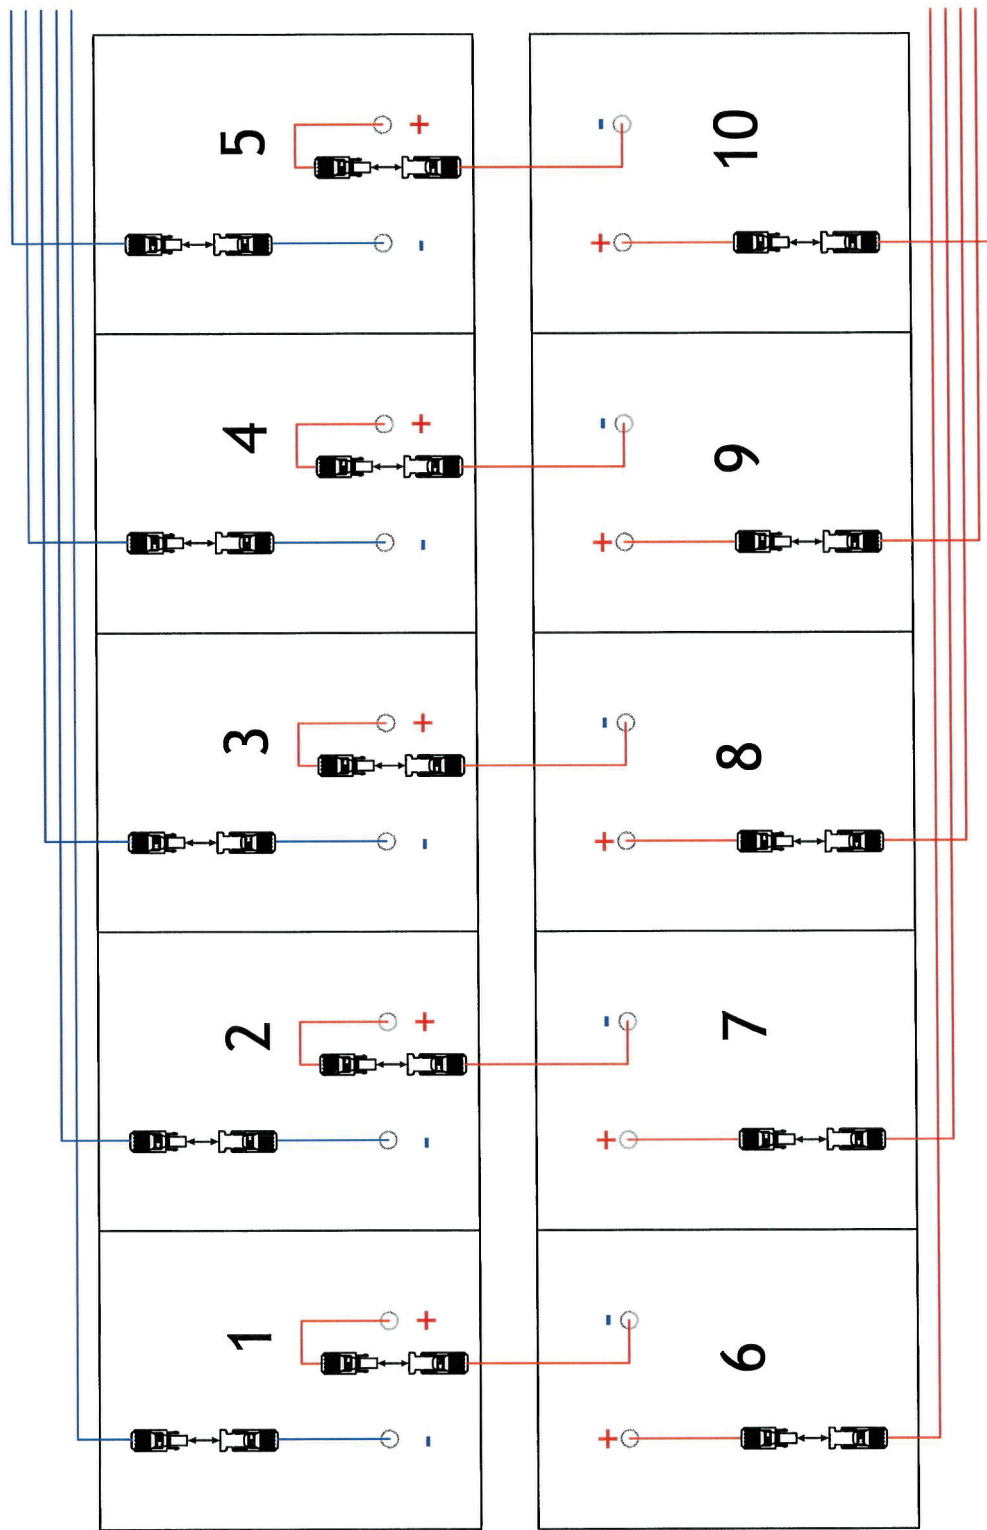 5 + - 10 - +
4 + - 9 - +
3 + - 8 - +
2 + - 7 - +
1 + - 6 - +